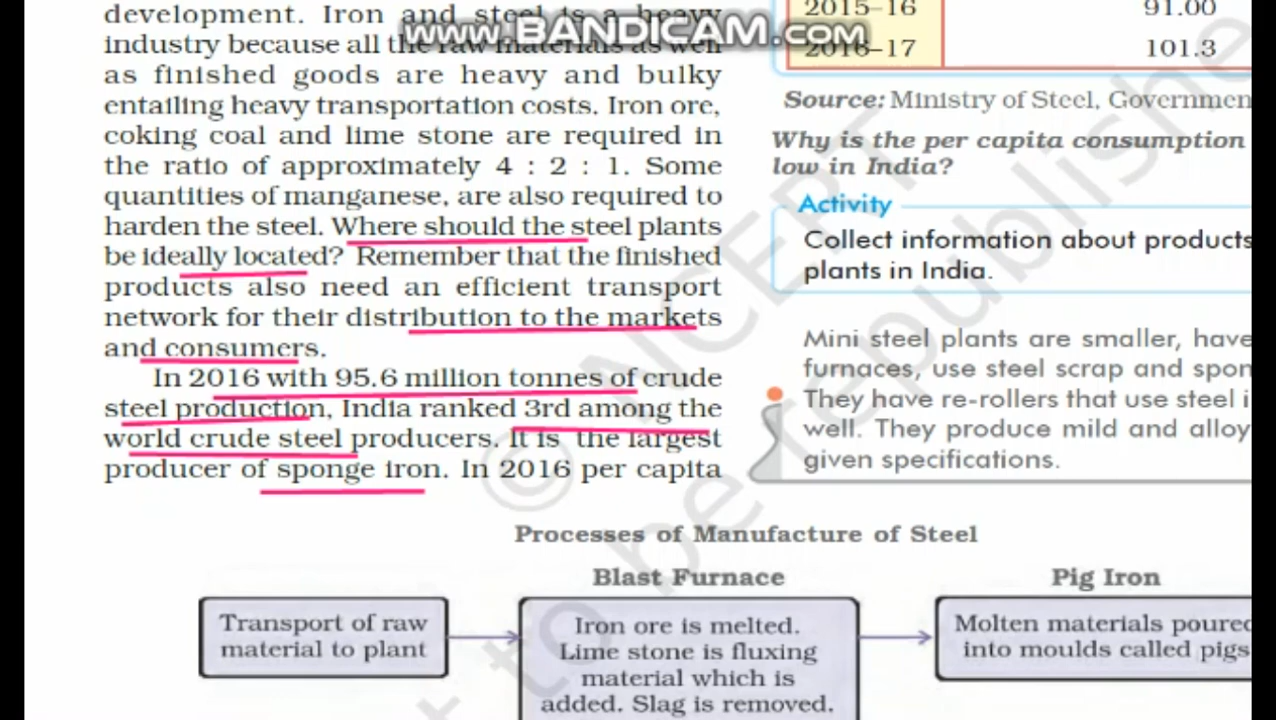 development. Iron and steel is a heavy
industry because all the raw materials as well
as finished goods are heavy and bulky
entailing heavy transportation costs. Iron ore,
coking coal and lime stone are required in
the ratio of approximately 4 : 2 : 1. Some
quantities of manganese, are also required to
harden the steel. Where should the steel plants
be ideally located? Remember that the finished
products also need an efficient transport
network for their distribution to the markets
and consumers.
In 2016 with 95.6 million tonnes of crude
steel production, India ranked 3rd among the
world crude steel producers. It is the largest
producer of sponge iron. In 2016 per capita
www.BANDICAM.com
2015–16 91.00
2016–17 101.3
Source: Ministry of Steel, Governmen
Why is the per capita consumption
low in India?
Activity
Collect information about products
plants in India.
Mini steel plants are smaller, have
furnaces, use steel scrap and spon
They have re-rollers that use steel i
well. They produce mild and alloy
given specifications.
Processes of Manufacture of Steel
Blast Furnace
Pig Iron
Transport of raw
material to plant
Iron ore is melted.
Lime stone is fluxing
material which is
added. Slag is removed.
Molten materials poured
into moulds called pigs
© NCERT
to be republishe